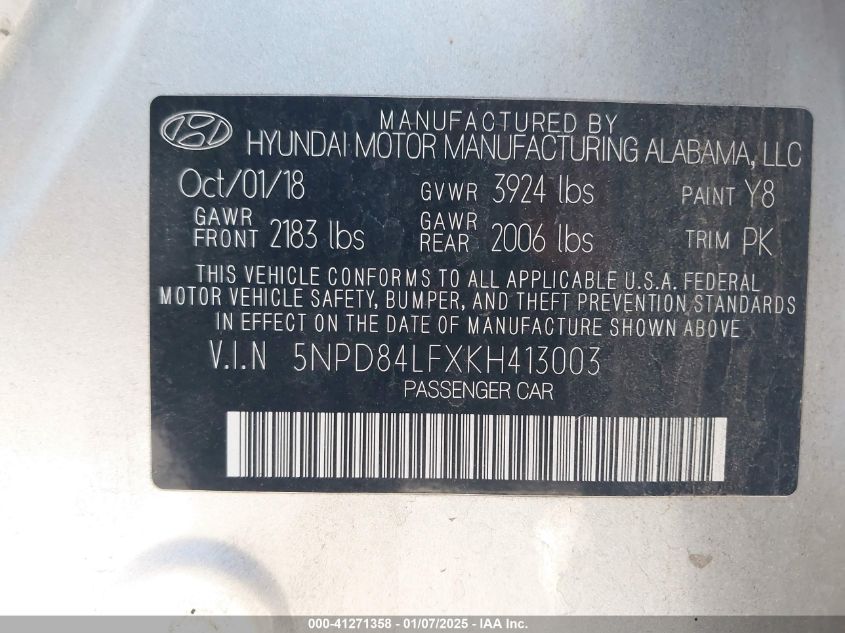 MANUFACTURED BY
HYUNDAI MOTOR MANUFACTURING ALABAMA, LLC
Oct/01/18 GVWR 3924 lbs PAINT Y8
GAWR FRONT 2183 lbs GAWR REAR 2006 lbs TRIM PK
THIS VEHICLE CONFORMS TO ALL APPLICABLE U.S.A. FEDERAL
MOTOR VEHICLE SAFETY, BUMPER, AND THEFT PREVENTION STANDARDS
IN EFFECT ON THE DATE OF MANUFACTURE SHOWN ABOVE
V.I.N 5NPD84LFXKH413003
PASSENGER CAR
000-41271358 - 01/07/2025 - IAA Inc.